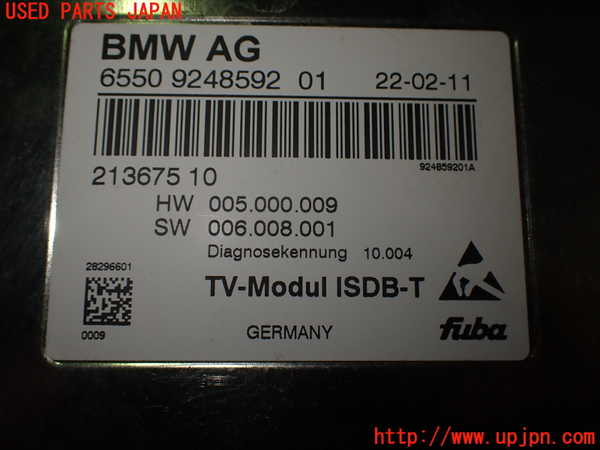 USED PARTS JAPAN
BMW AG
6550 9248592 01 22-02-11
924859201A
213675 10
HW 005.000.009
SW 006.008.001
Diagnosekennung 10.004
28296601
TV-Modul ISDB-T
0009
GERMANY
fuba
http://www.upjpn.com/